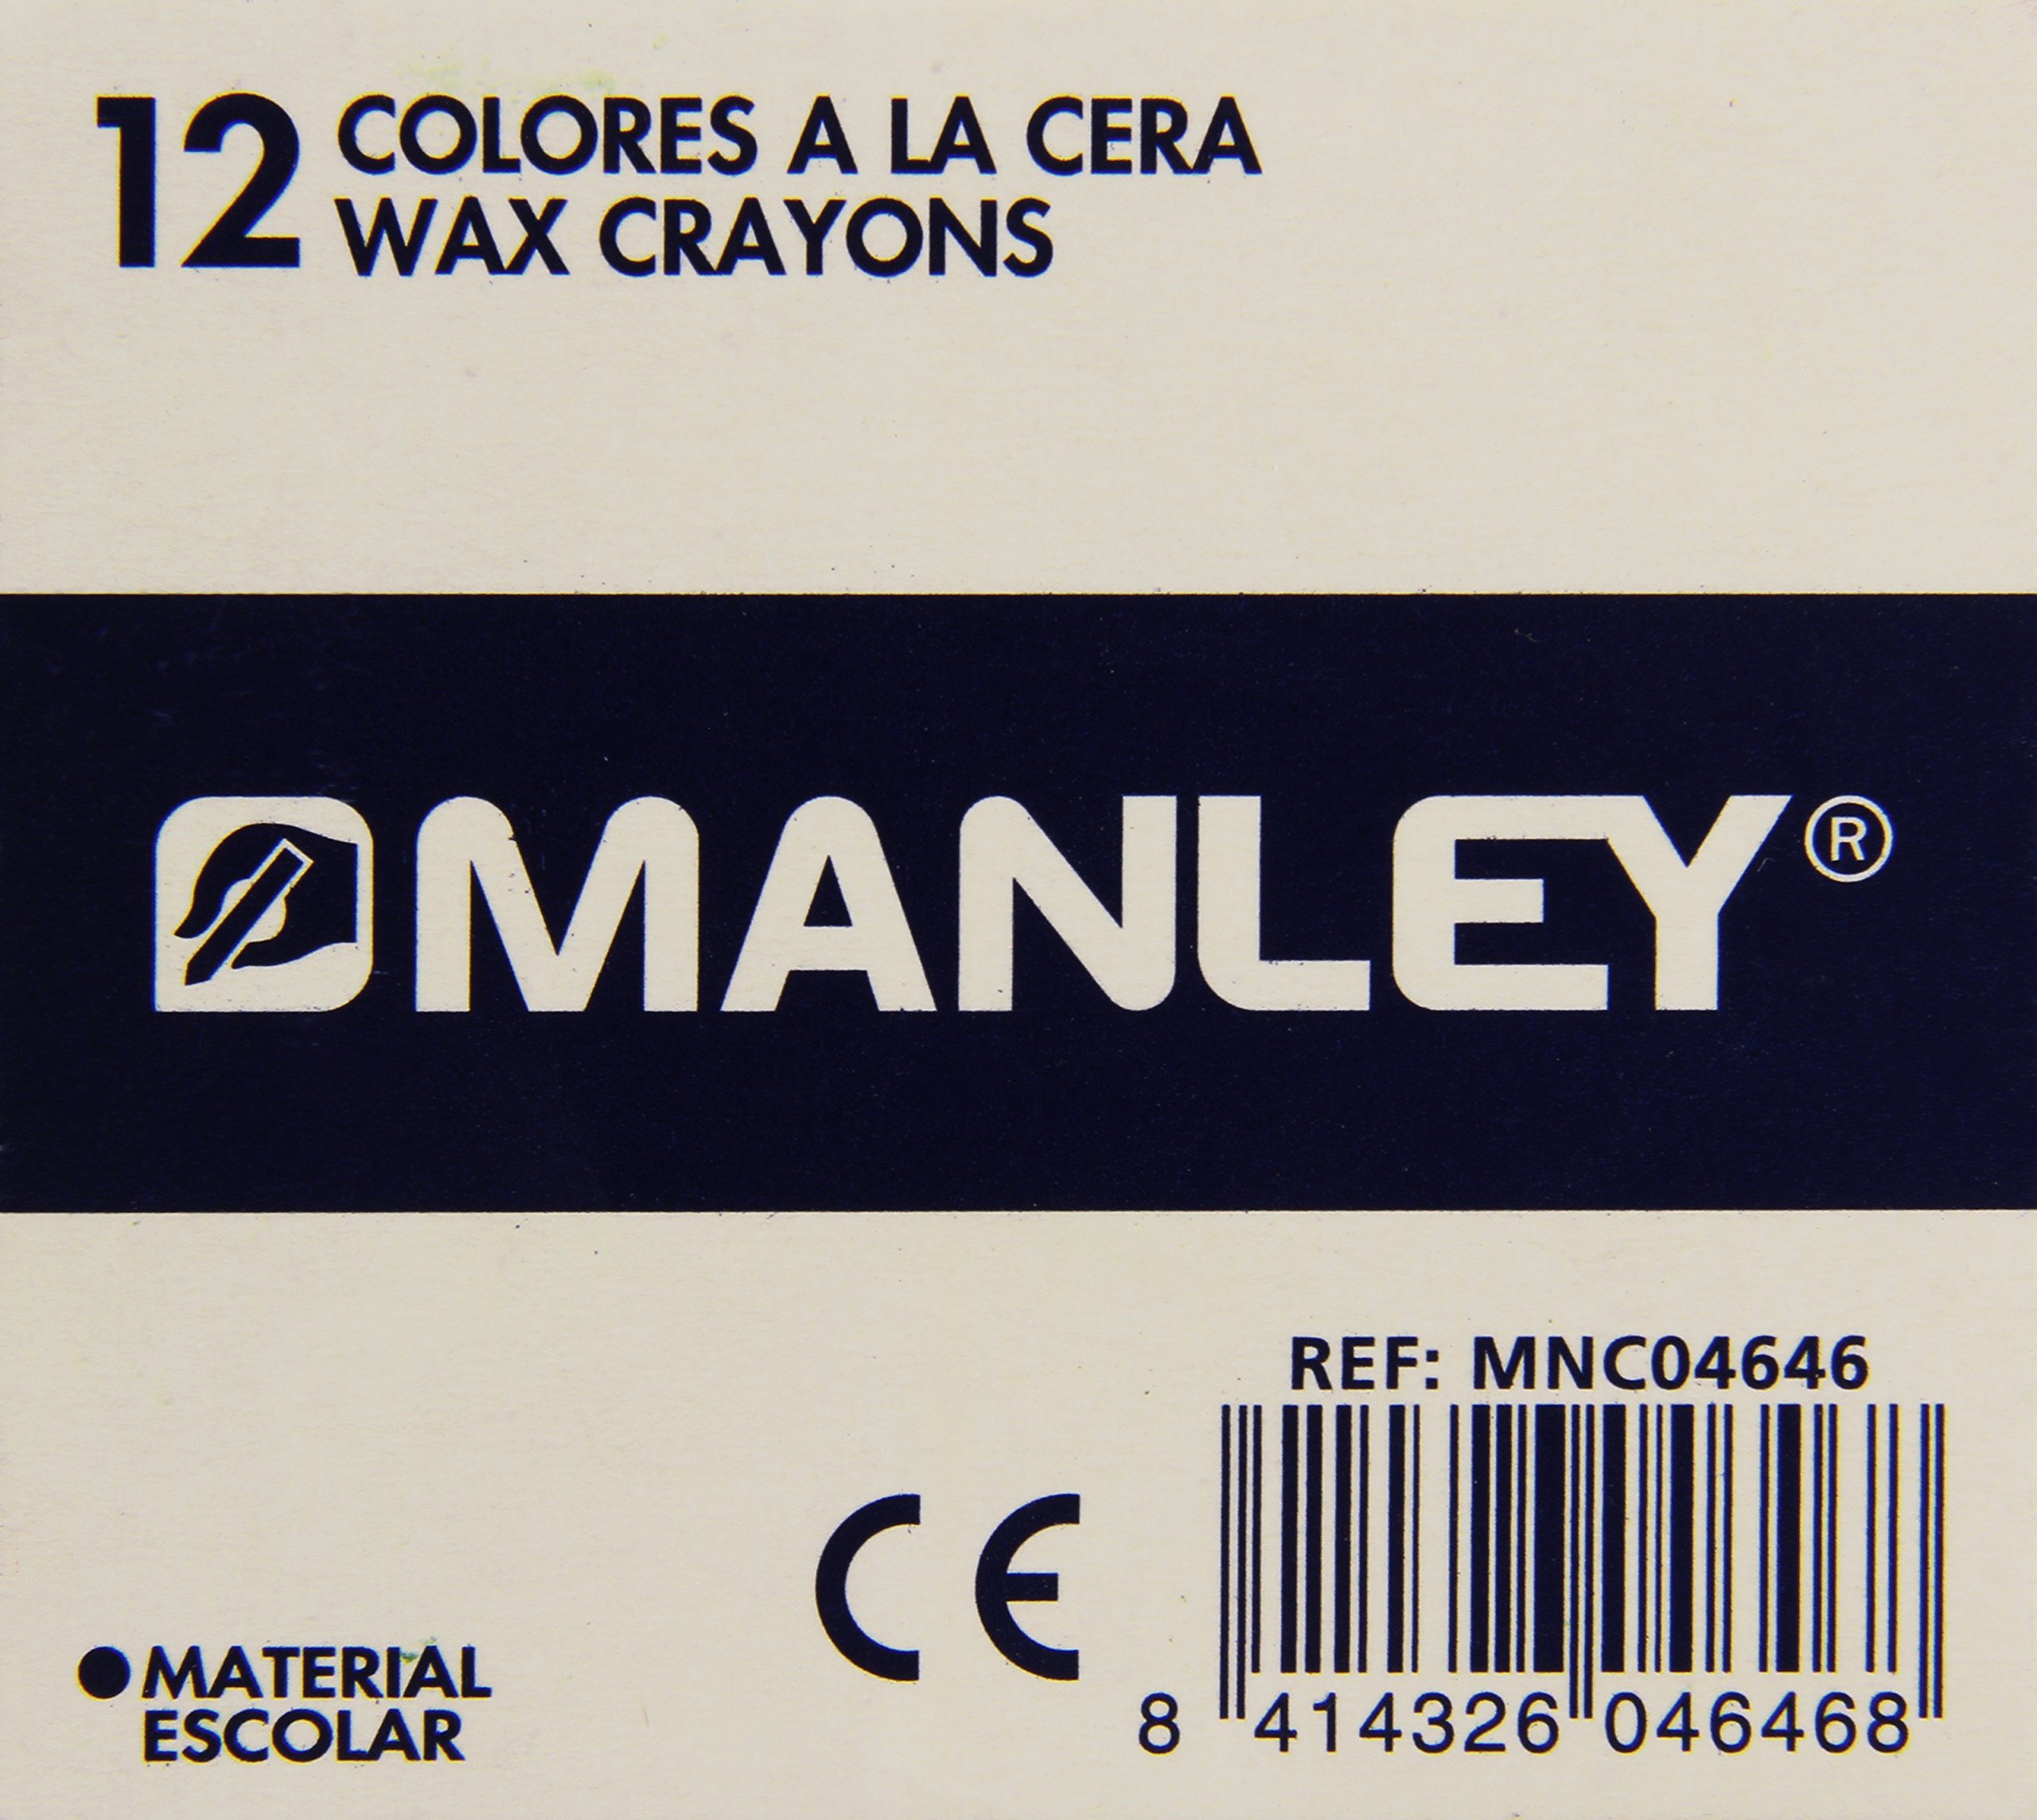 12 COLORES A LA CERA
WAX CRAYONS
MANLEY®
REF: MNC04646
CE
8 414326 046468
● MATERIAL
ESCOLAR